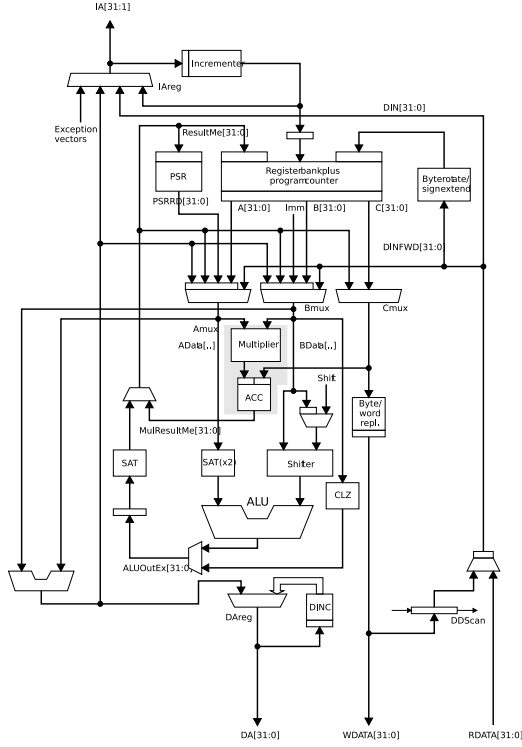 IA[31:1]
Incrementer
IAreg
DIN[31:0]
Exception
vectors
ResultMe[31:0]
PSR
Registerbankplus
programcounter
Byterotate/
signextend
PSRRD[31:0]
A[31:0]
Imm
B[31:0]
C[31:0]
DINFWD[31:0]
Amux
Bmux
Cmux
AData[..]
Multiplier
BData[..]
ACC
Shift
MulResultMe[31:0]
Byte/
word
repl.
SAT
SAT(x2)
Shifter
CLZ
ALU
ALUOutEx[31:0]
DINC
DAreg
DDScan
DA[31:0]
WDATA[31:0]
RDATA[31:0]